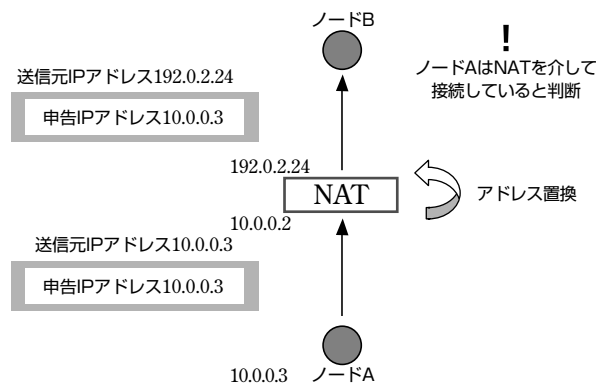 ノードB
!
ノードAはNATを介して
接続していると判断
送信元IPアドレス192.0.2.24
申告IPアドレス10.0.0.3
192.0.2.24
NAT
アドレス置換
10.0.0.2
送信元IPアドレス10.0.0.3
申告IPアドレス10.0.0.3
10.0.0.3
ノードA